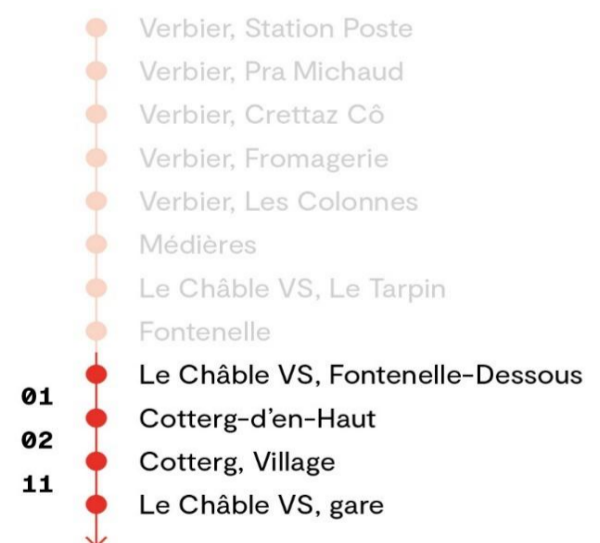 Verbier, Station Poste
Verbier, Pra Michaud
Verbier, Crettaz Cô
Verbier, Fromagerie
Verbier, Les Colonnes
Médières
Le Châble VS, Le Tarpin
Fontenelle
Le Châble VS, Fontenelle-Dessous
01
Cotterg-d’en-Haut
02
Cotterg, Village
11
Le Châble VS, gare